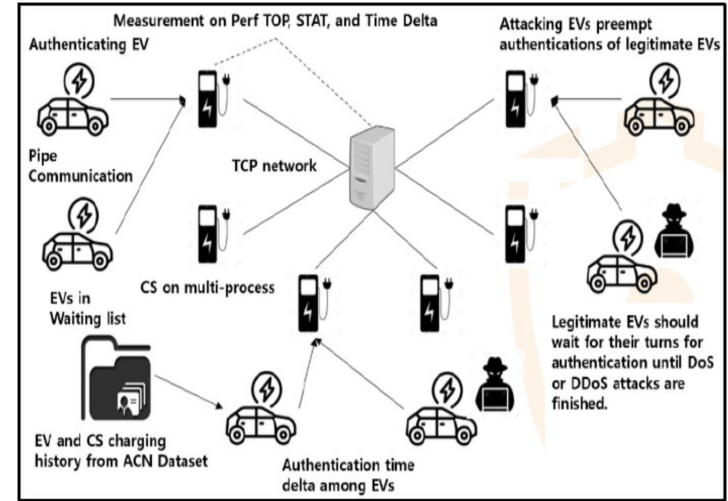 Measurement on Perf TOP, STAT, and Time Delta
Authenticating EV
Attacking EVs preempt
authentications of legitimate EVs
Pipe
Communication
TCP network
EVs in
Waiting list
CS on multi-process
Legitimate EVs should
wait for their turns for
authentication until DoS
or DDoS attacks are
finished.
EV and CS charging
history from ACN Dataset
Authentication time
delta among EVs